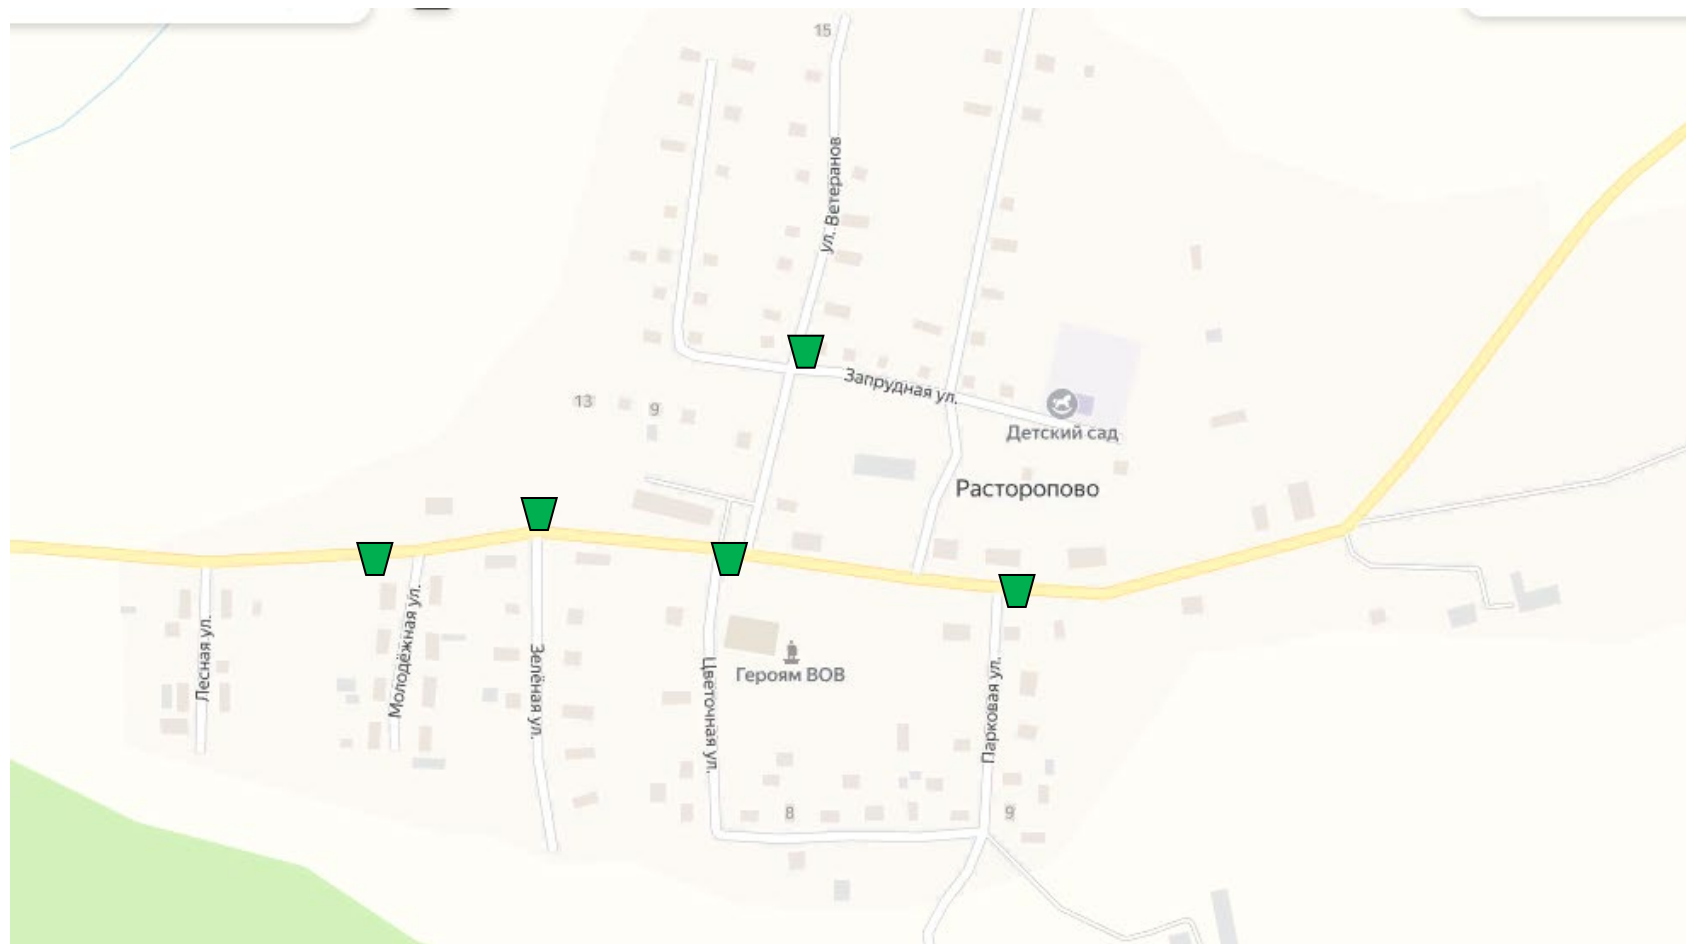 15
ул. Ветеранов
Запрудная ул.
13
9
Детский сад
Расторопово
Лесная ул.
Молодёжная ул.
Зелёная ул.
Цветочная ул.
Героям ВОВ
Парковая ул.
8
9